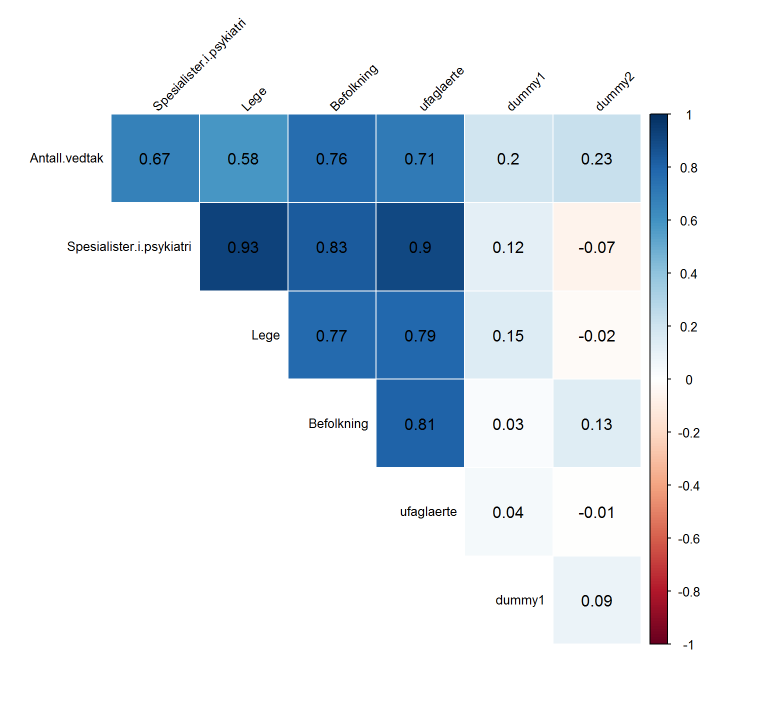 Spesialister.i.psykiatri
Lege
Befolkning
ufaglaerte
dummy1
dummy2
Antall.vedtak 0.67 0.58 0.76 0.71 0.2 0.23
Spesialister.i.psykiatri 0.93 0.83 0.9 0.12 -0.07
Lege 0.77 0.79 0.15 -0.02
Befolkning 0.81 0.03 0.13
ufaglaerte 0.04 -0.01
dummy1 0.09
1
0.8
0.6
0.4
0.2
0
-0.2
-0.4
-0.6
-0.8
-1